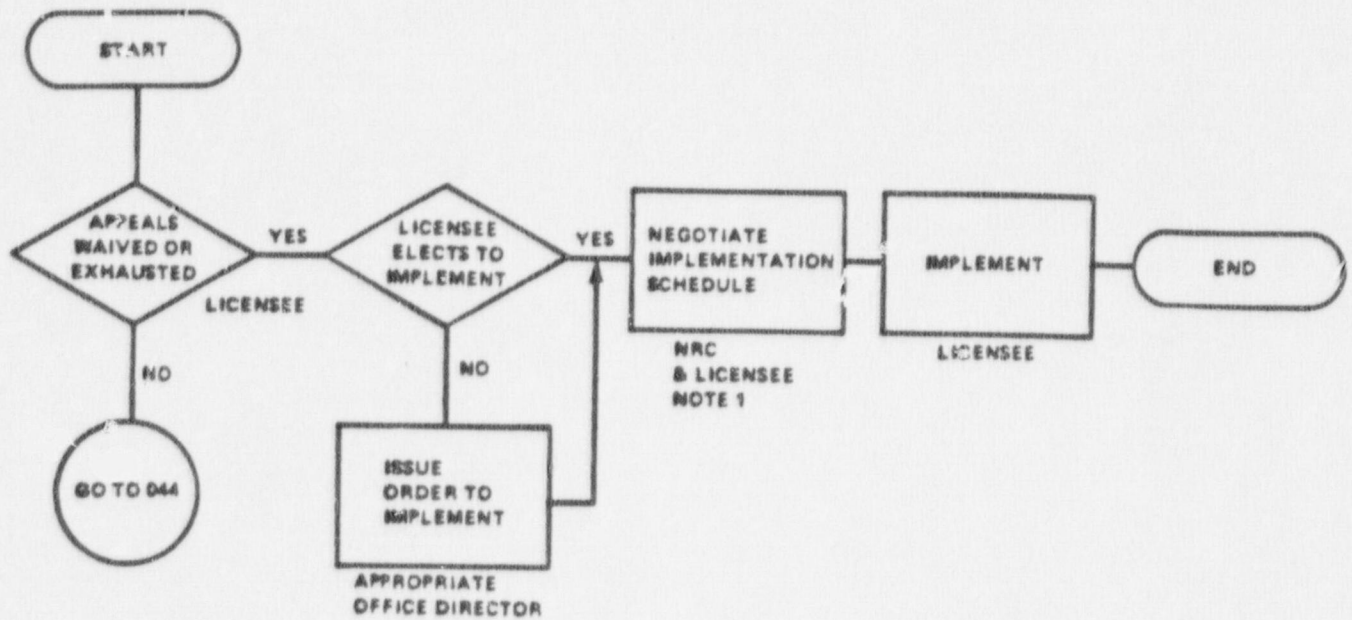 START
APPEALS
WAIVED OR
EXHAUSTED
YES
LICENSEE
NO
GO TO 044
LICENSEE
ELECTS TO
IMPLEMENT
YES
NO
ISSUE
ORDER TO
IMPLEMENT
APPROPRIATE
OFFICE DIRECTOR
NEGOTIATE
IMPLEMENTATION
SCHEDULE
NRC
& LICENSEE
NOTE 1
IMPLEMENT
LICENSEE
END